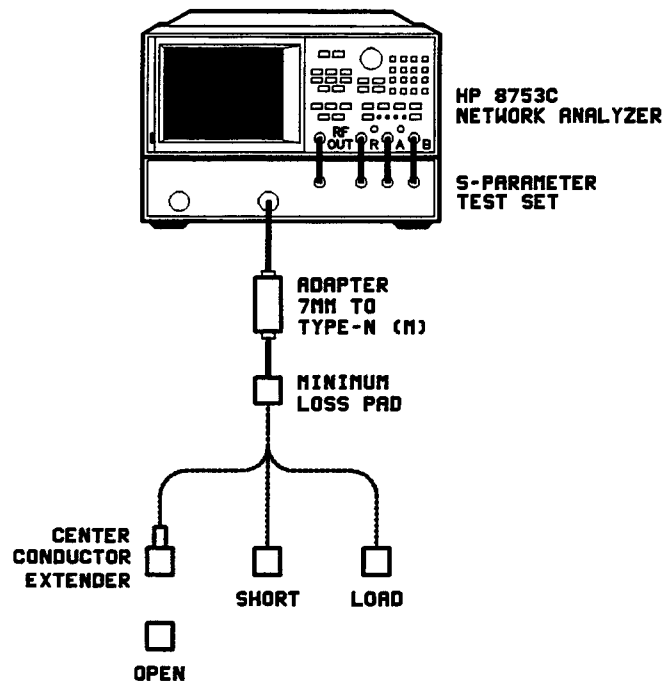 RF
OUT R A B
HP 8753C
NETWORK ANALYZER
S-PARAMETER
TEST SET
ADAPTER
7MM TO
TYPE-N (M)
MINIMUM
LOSS PAD
CENTER
CONDUCTOR
EXTENDER
SHORT
LOAD
OPEN